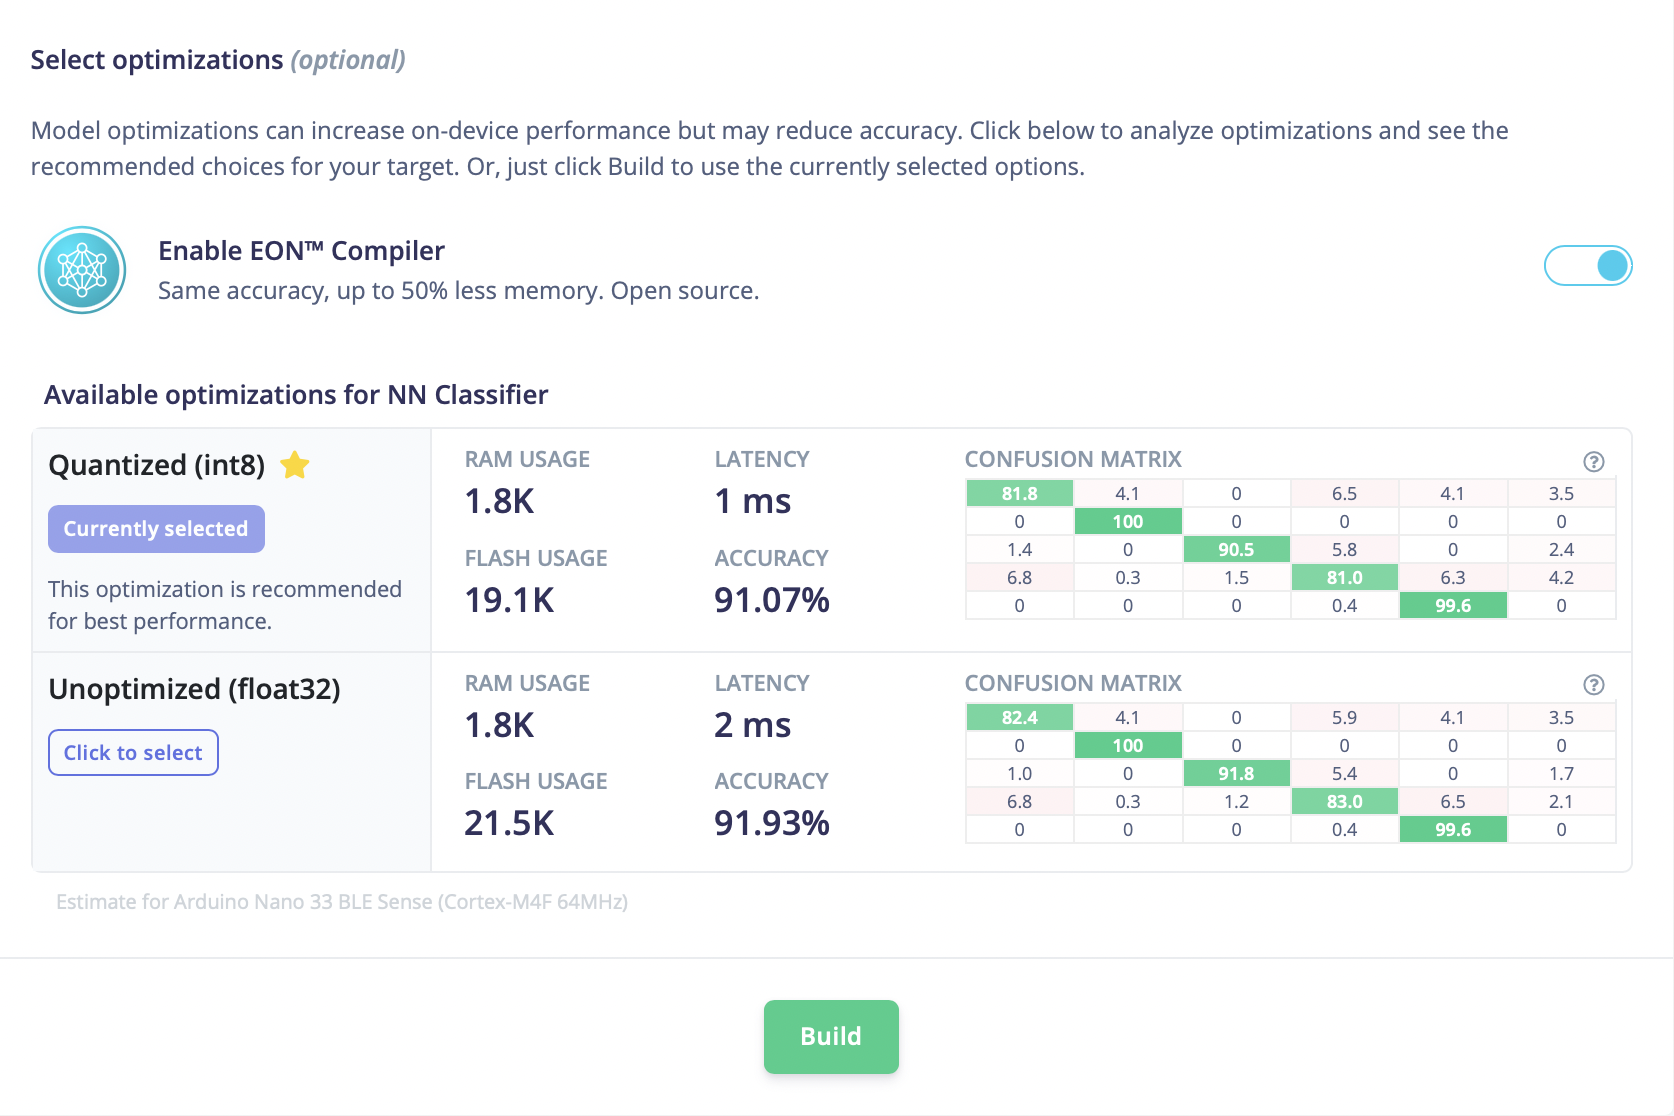 Select optimizations (optional)
Model optimizations can increase on-device performance but may reduce accuracy. Click below to analyze optimizations and see the
recommended choices for your target. Or, just click Build to use the currently selected options.
Enable EON™ Compiler
Same accuracy, up to 50% less memory. Open source.
Available optimizations for NN Classifier
Quantized (int8)
Currently selected
This optimization is recommended
for best performance.
RAM USAGE LATENCY
1.8K 1 ms
FLASH USAGE ACCURACY
19.1K 91.07%
CONFUSION MATRIX ?
81.8 4.1 0 6.5 4.1 3.5
0 100 0 0 0 0
1.4 0 90.5 5.8 0 2.4
6.8 0.3 1.5 81.0 6.3 4.2
0 0 0 0.4 99.6 0
Unoptimized (float32)
Click to select
RAM USAGE LATENCY
1.8K 2 ms
FLASH USAGE ACCURACY
21.5K 91.93%
CONFUSION MATRIX ?
82.4 4.1 0 5.9 4.1 3.5
0 100 0 0 0 0
1.0 0 91.8 5.4 0 1.7
6.8 0.3 1.2 83.0 6.5 2.1
0 0 0 0.4 99.6 0
Estimate for Arduino Nano 33 BLE Sense (Cortex-M4F 64MHz)
Build